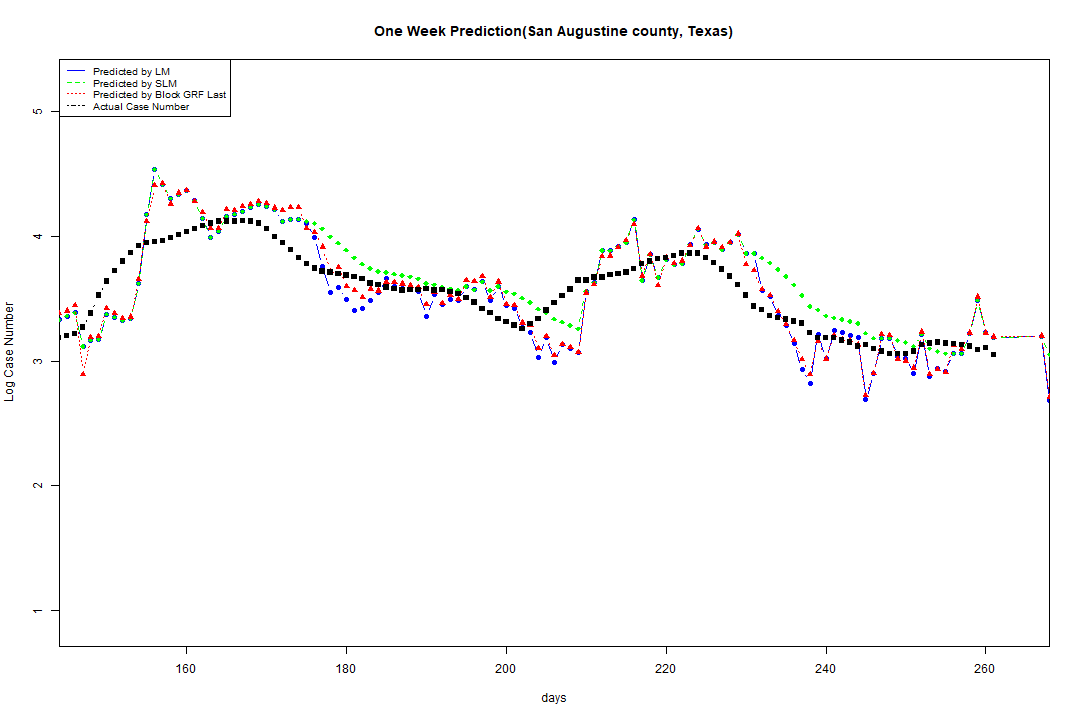 One Week Prediction(San Augustine county, Texas)
Predicted by LM
Predicted by SLM
Predicted by Block GRF Last
Actual Case Number
5
4
3
2
1
Log Case Number
160 180 200 220 240 260
days